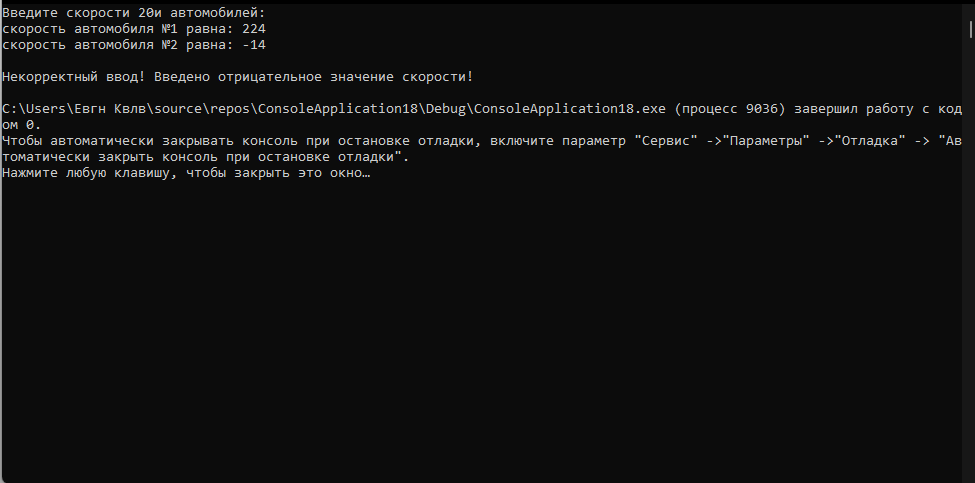 Введите скорости 20и автомобилей:
скорость автомобиля №1 равна: 224
скорость автомобиля №2 равна: -14
Некорректный ввод! Введено отрицательное значение скорости!
C:\Users\Евгн Квлв\source\repos\ConsoleApplication18\Debug\ConsoleApplication18.exe (процесс 9036) завершил работу с код
ом 0.
Чтобы автоматически закрывать консоль при остановке отладки, включите параметр "Сервис" ->"Параметры" ->"Отладка" -> "Ав
томатически закрыть консоль при остановке отладки".
Нажмите любую клавишу, чтобы закрыть это окно…